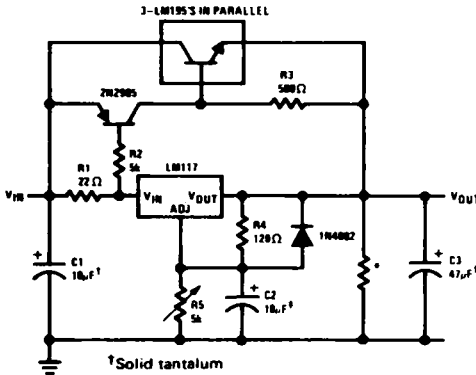 3-LM195'S IN PARALLEL
2N2905
R3
500Ω
R2
5k
LM117
R1
22Ω
VIN
VIN
VOUT
ADJ
VOUT
R4
120Ω
1N4002
C1
10μF†
R5
5k
C2
10μF‡
*
C3
47μF†
†Solid tantalum